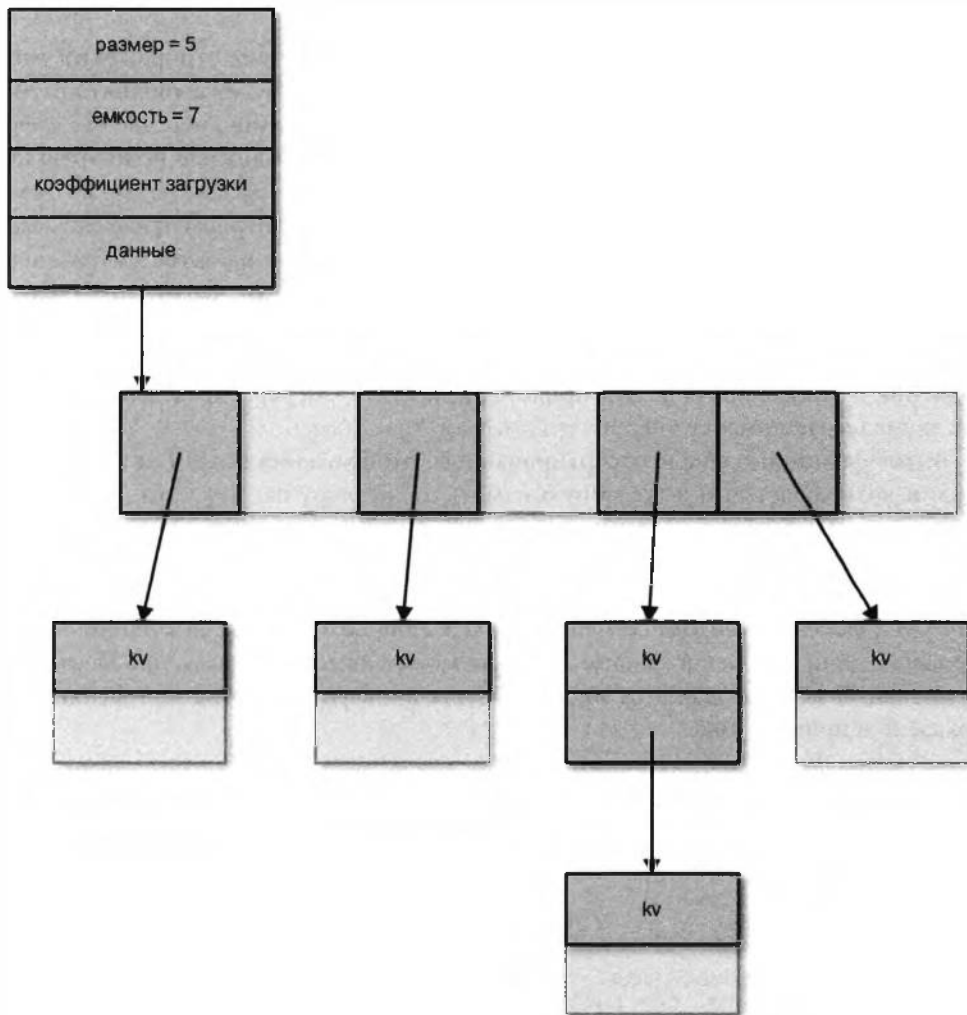 размер = 5
емкость = 7
коэффициент загрузки
данные
kv
kv
kv
kv
kv